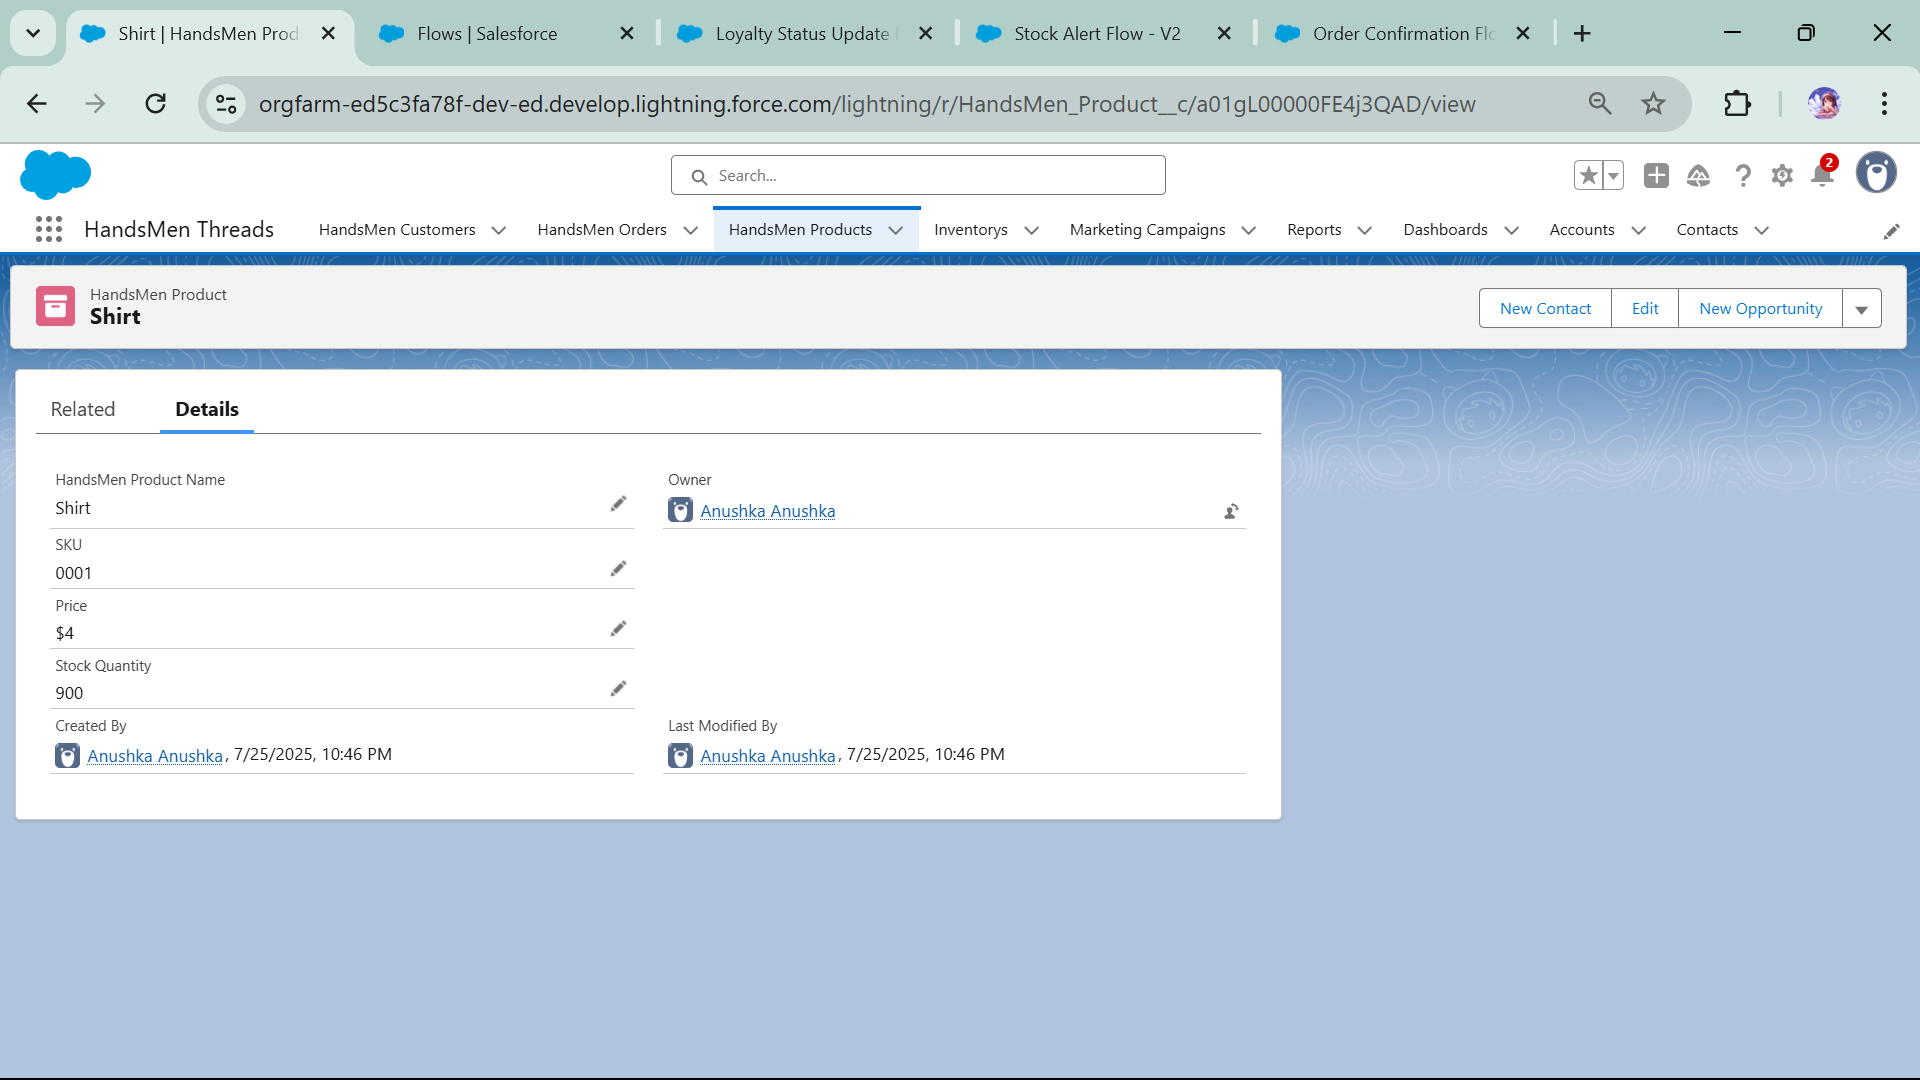 Shirt | HandsMen Prod
Flows | Salesforce
Loyalty Status Update
Stock Alert Flow - V2
Order Confirmation Flo
orgfarm-ed5c3fa78f-dev-ed.develop.lightning.force.com/lightning/r/HandsMen_Product__c/a01gL00000FE4j3QAD/view
Search...
2
HandsMen Threads
HandsMen Customers
HandsMen Orders
HandsMen Products
Inventorys
Marketing Campaigns
Reports
Dashboards
Accounts
Contacts
HandsMen Product
Shirt
New Contact
Edit
New Opportunity
Related
Details
HandsMen Product Name
Shirt
Owner
Anushka Anushka
SKU
0001
Price
$4
Stock Quantity
900
Created By
Anushka Anushka, 7/25/2025, 10:46 PM
Last Modified By
Anushka Anushka, 7/25/2025, 10:46 PM